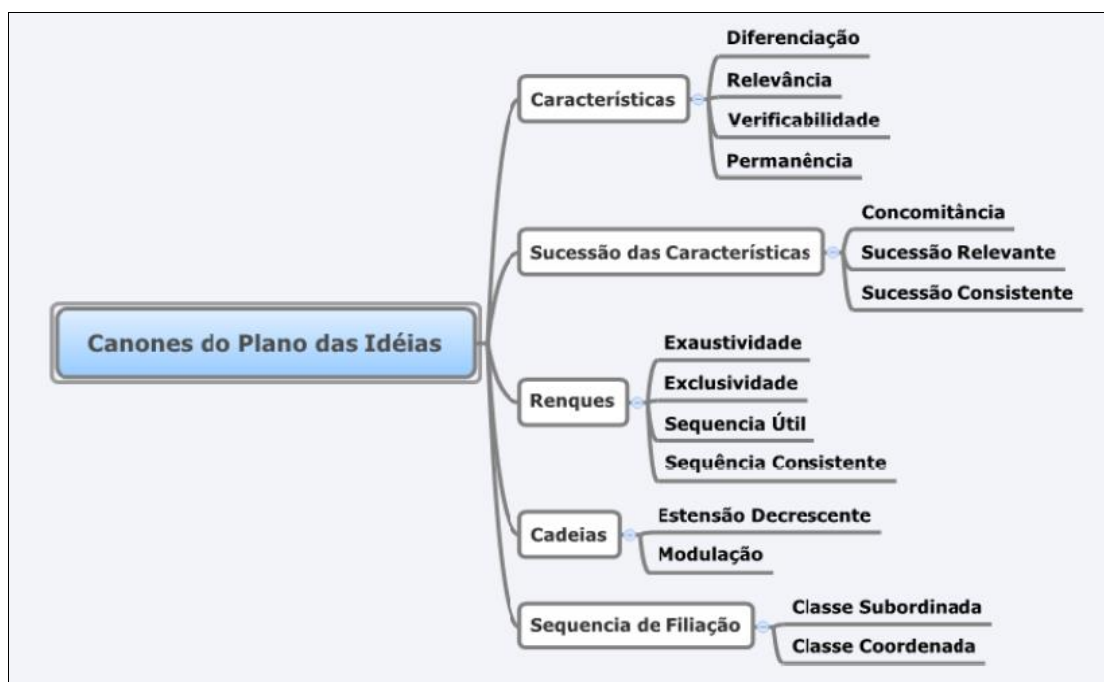 Canones do Plano das Idéias
Características
Diferenciação
Relevância
Verificabilidade
Permanência
Sucessão das Características
Concomitância
Sucessão Relevante
Sucessão Consistente
Renques
Exaustividade
Exclusividade
Sequencia Útil
Sequência Consistente
Cadeias
Estensão Decrescente
Modulação
Sequencia de Filiação
Classe Subordinada
Classe Coordenada